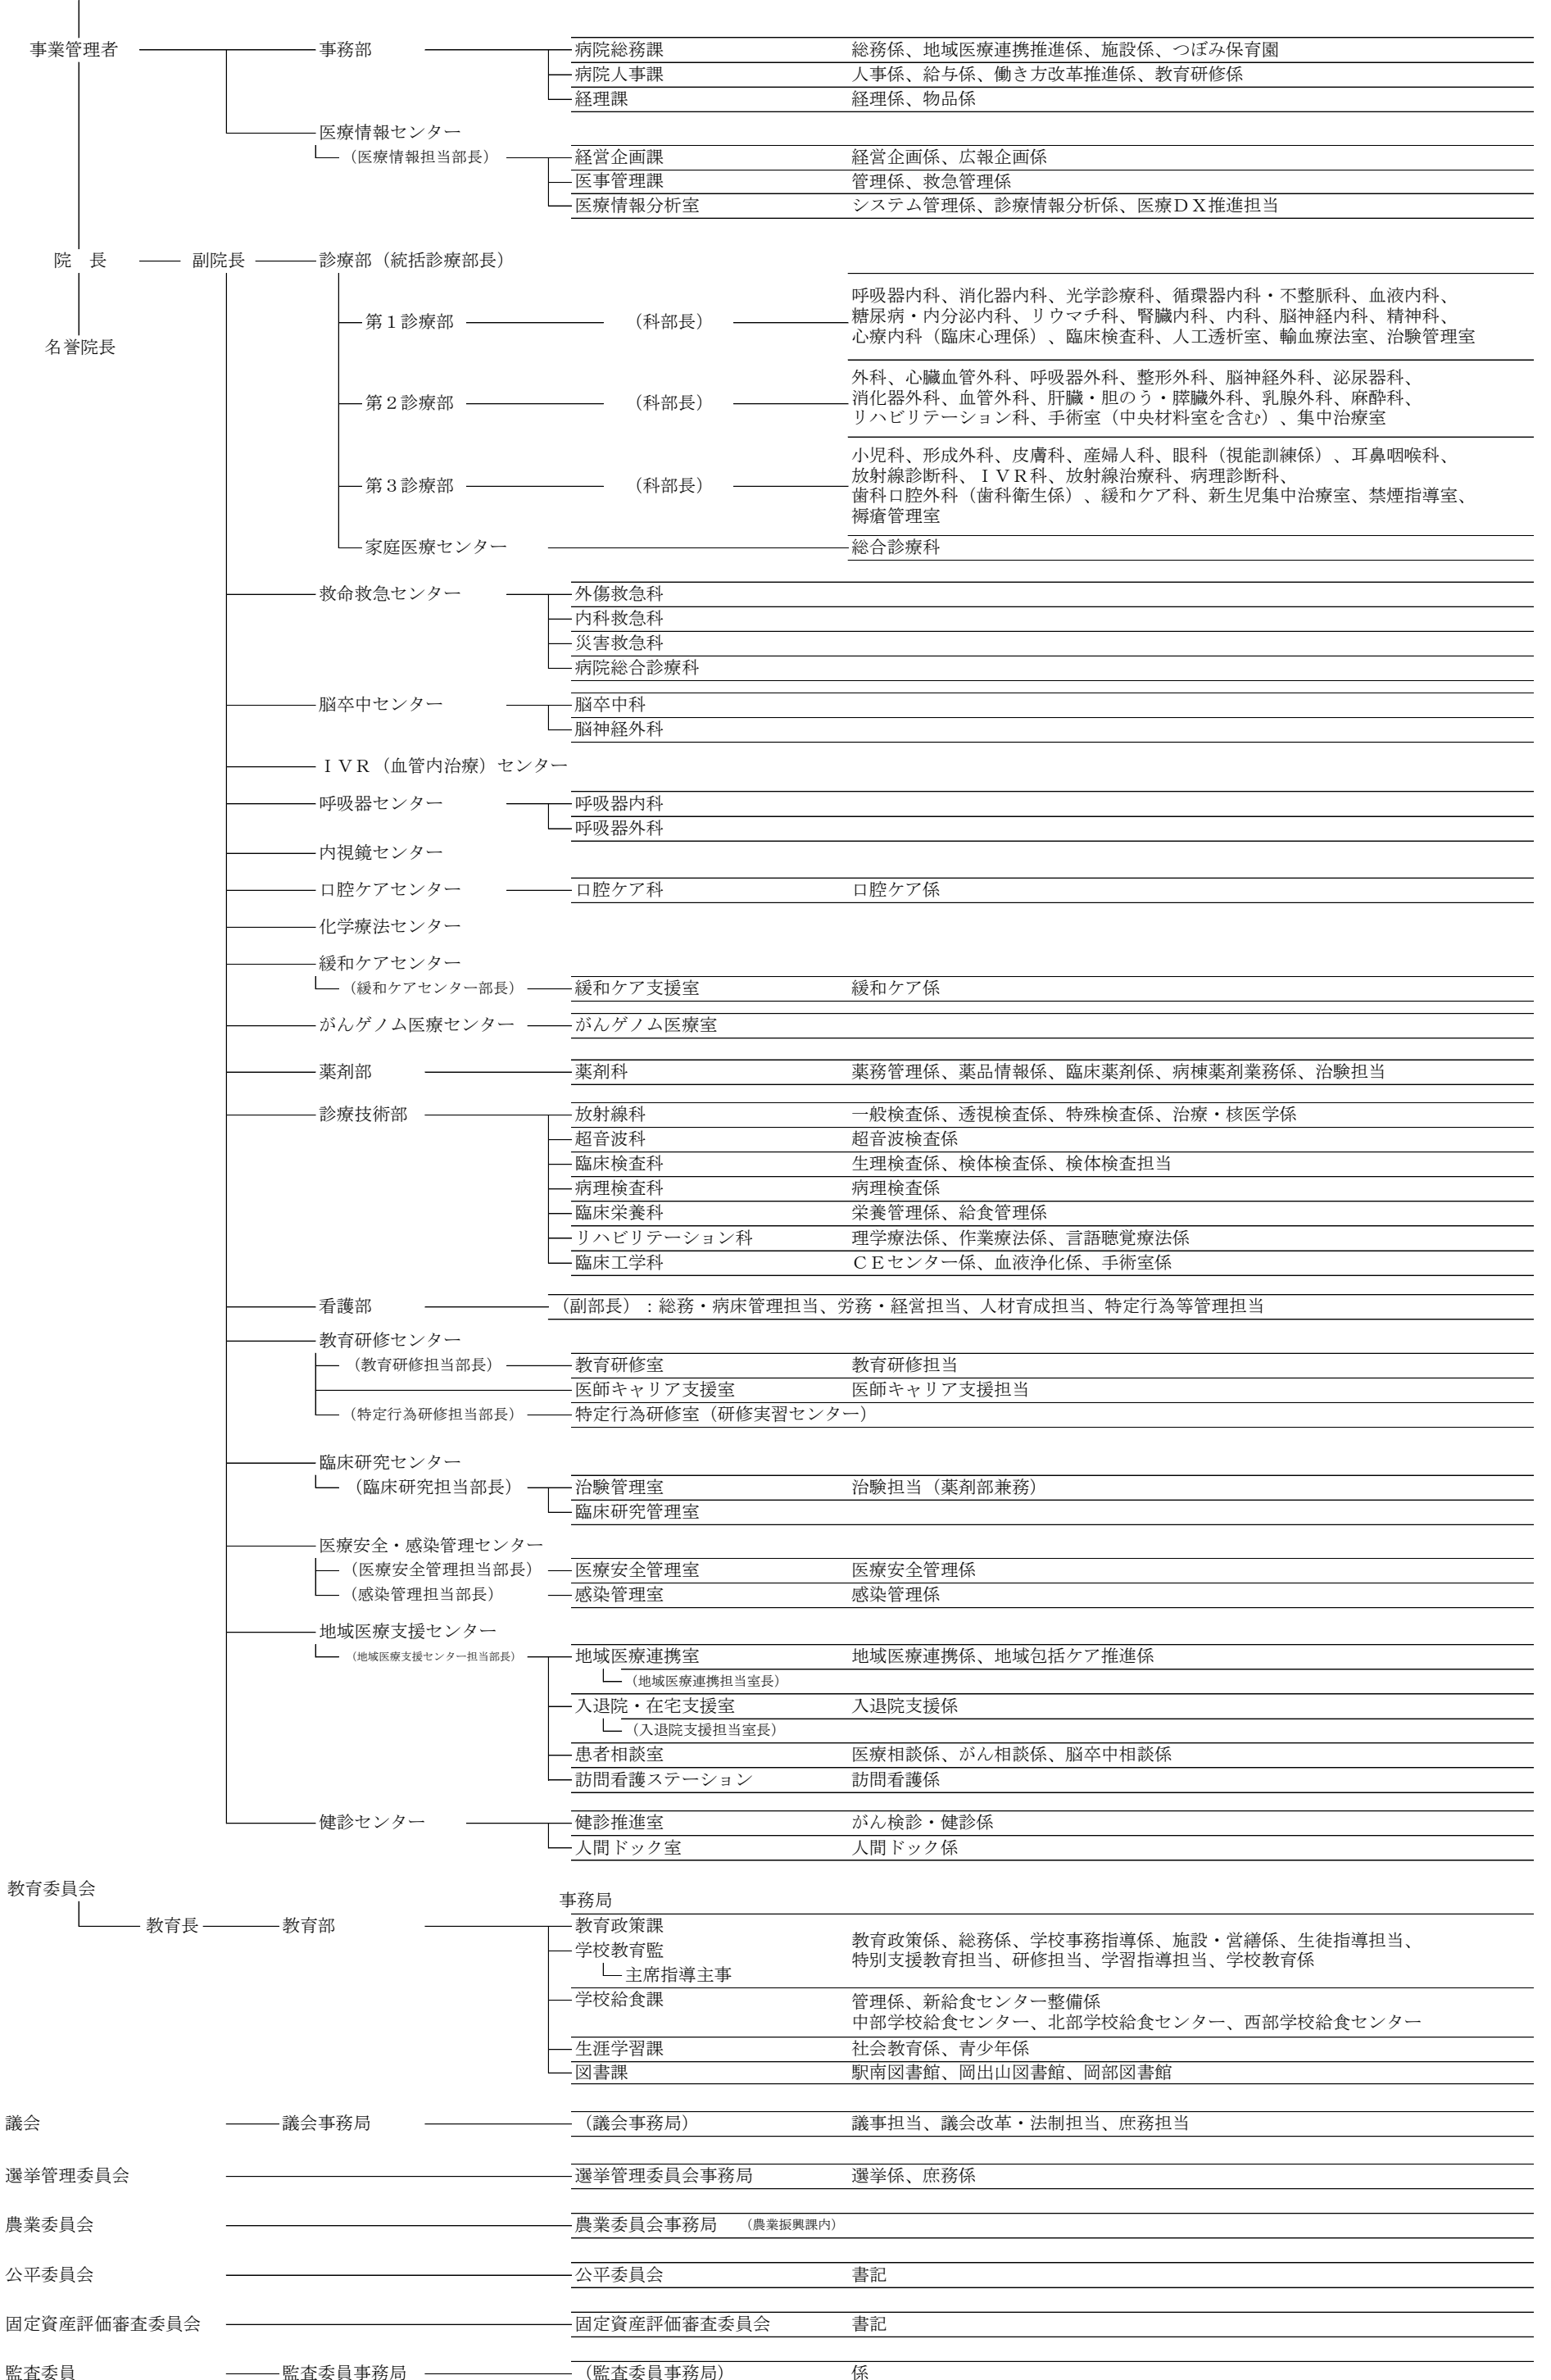 事業管理者 事務部 病院総務課 総務係、地域医療連携推進係、施設係、つぼみ保育園
病院人事課 人事係、給与係、働き方改革推進係、教育研修係
経理課 経理係、物品係
医療情報センター
（医療情報担当部長） 経営企画課 経営企画係、広報企画係
医事管理課 管理係、救急管理係
医療情報分析室 システム管理係、診療情報分析係、医療ＤＸ推進担当
院　長 副院長 診療部（統括診療部長）
呼吸器内科、消化器内科、光学診療科、循環器内科・不整脈科、血液内科、
第１診療部 （科部長） 糖尿病・内分泌内科、リウマチ科、腎臓内科、内科、脳神経内科、精神科、
心療内科（臨床心理係）、臨床検査科、人工透析室、輸血療法室、治験管理室
名誉院長
外科、心臓血管外科、呼吸器外科、整形外科、脳神経外科、泌尿器科、
第２診療部 （科部長） 消化器外科、血管外科、肝臓・胆のう・膵臓外科、乳腺外科、麻酔科、
リハビリテーション科、手術室（中央材料室を含む）、集中治療室
小児科、形成外科、皮膚科、産婦人科、眼科（視能訓練係）、耳鼻咽喉科、
放射線診断科、ＩＶＲ科、放射線治療科、病理診断科、
第３診療部 （科部長） 歯科口腔外科（歯科衛生係）、緩和ケア科、新生児集中治療室、禁煙指導室、
褥瘡管理室
家庭医療センター 総合診療科
救命救急センター 外傷救急科
内科救急科
災害救急科
病院総合診療科
脳卒中センター 脳卒中科
脳神経外科
ＩＶＲ（血管内治療）センター
呼吸器センター 呼吸器内科
呼吸器外科
内視鏡センター
口腔ケアセンター 口腔ケア科 口腔ケア係
化学療法センター
緩和ケアセンター
（緩和ケアセンター部長） 緩和ケア支援室 緩和ケア係
がんゲノム医療センター がんゲノム医療室
薬剤部 薬剤科 薬務管理係、薬品情報係、臨床薬剤係、病棟薬剤業務係、治験担当
診療技術部 放射線科 一般検査係、透視検査係、特殊検査係、治療・核医学係
超音波科 超音波検査係
臨床検査科 生理検査係、検体検査係、検体検査担当
病理検査科 病理検査係
臨床栄養科 栄養管理係、給食管理係
リハビリテーション科 理学療法係、作業療法係、言語聴覚療法係
臨床工学科 ＣＥセンター係、血液浄化係、手術室係
看護部 （副部長）：総務・病床管理担当、労務・経営担当、人材育成担当、特定行為等管理担当
教育研修センター
（教育研修担当部長） 教育研修室 教育研修担当
医師キャリア支援室 医師キャリア支援担当
（特定行為研修担当部長） 特定行為研修室（研修実習センター）
臨床研究センター
（臨床研究担当部長） 治験管理室 治験担当（薬剤部兼務）
臨床研究管理室
医療安全・感染管理センター
（医療安全管理担当部長） 医療安全管理室 医療安全管理係
（感染管理担当部長） 感染管理室 感染管理係
地域医療支援センター
（地域医療支援センター担当部長） 地域医療連携室 地域医療連携係、地域包括ケア推進係
（地域医療連携担当室長）
入退院・在宅支援室 入退院支援係
（入退院支援担当室長）
患者相談室 医療相談係、がん相談係、脳卒中相談係
訪問看護ステーション 訪問看護係
健診センター 健診推進室 がん検診・健診係
人間ドック室 人間ドック係
教育委員会
事務局
教育長 教育部 教育政策課
教育政策係、総務係、学校事務指導係、施設・営繕係、生徒指導担当、
学校教育監
特別支援教育担当、研修担当、学習指導担当、学校教育係
主席指導主事
学校給食課 管理係、新給食センター整備係
中部学校給食センター、北部学校給食センター、西部学校給食センター
生涯学習課 社会教育係、青少年係
図書課 駅南図書館、岡出山図書館、岡部図書館
議会 議会事務局 （議会事務局） 議事担当、議会改革・法制担当、庶務担当
選挙管理委員会 選挙管理委員会事務局 選挙係、庶務係
農業委員会 農業委員会事務局 （農業振興課内）
公平委員会 公平委員会 書記
固定資産評価審査委員会 固定資産評価審査委員会 書記
監査委員 監査委員事務局 （監査委員事務局） 係